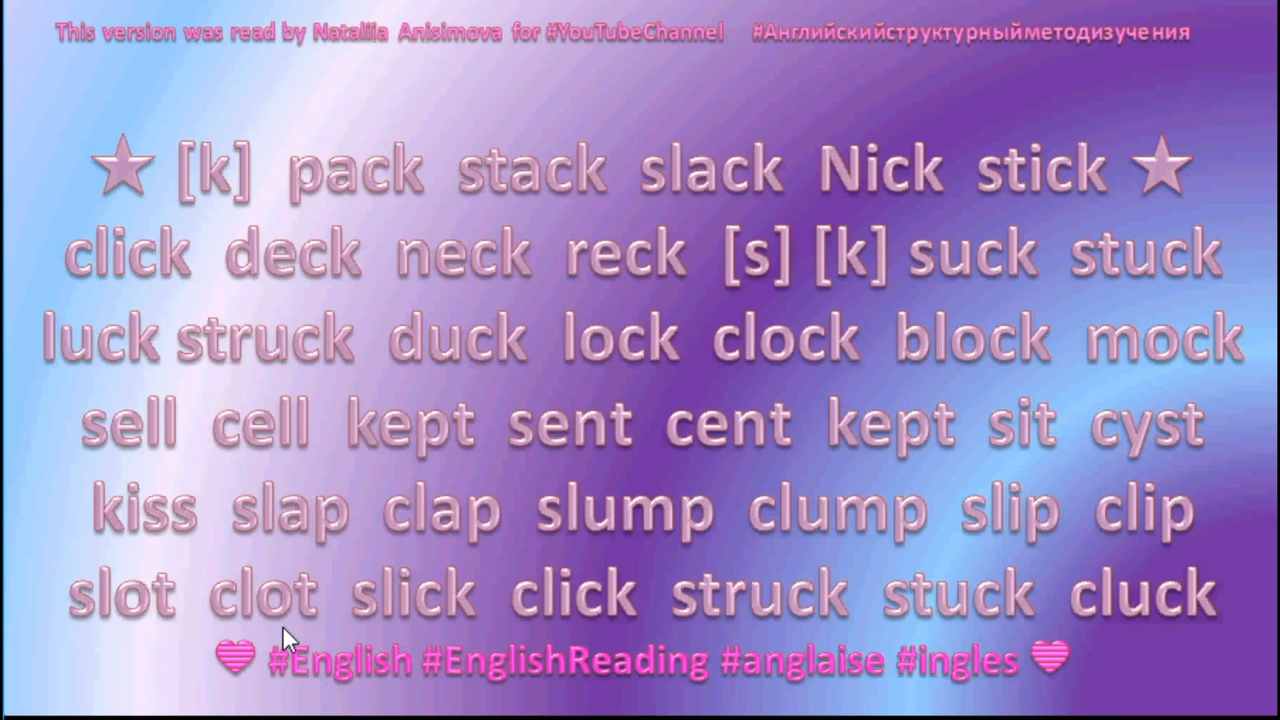 This version was read by Nataliia Anisimova for #YouTubeChannel #Английскийструктурныйметодизучения
★ [k] pack stack slack Nick stick ★
click deck neck reck [s] [k] suck stuck
luck struck duck lock clock block mock
sell cell kept sent cent kept sit cyst
kiss slap clap slump clump slip clip
slot clot slick click struck stuck cluck
#English #EnglishReading #anglaise #ingles